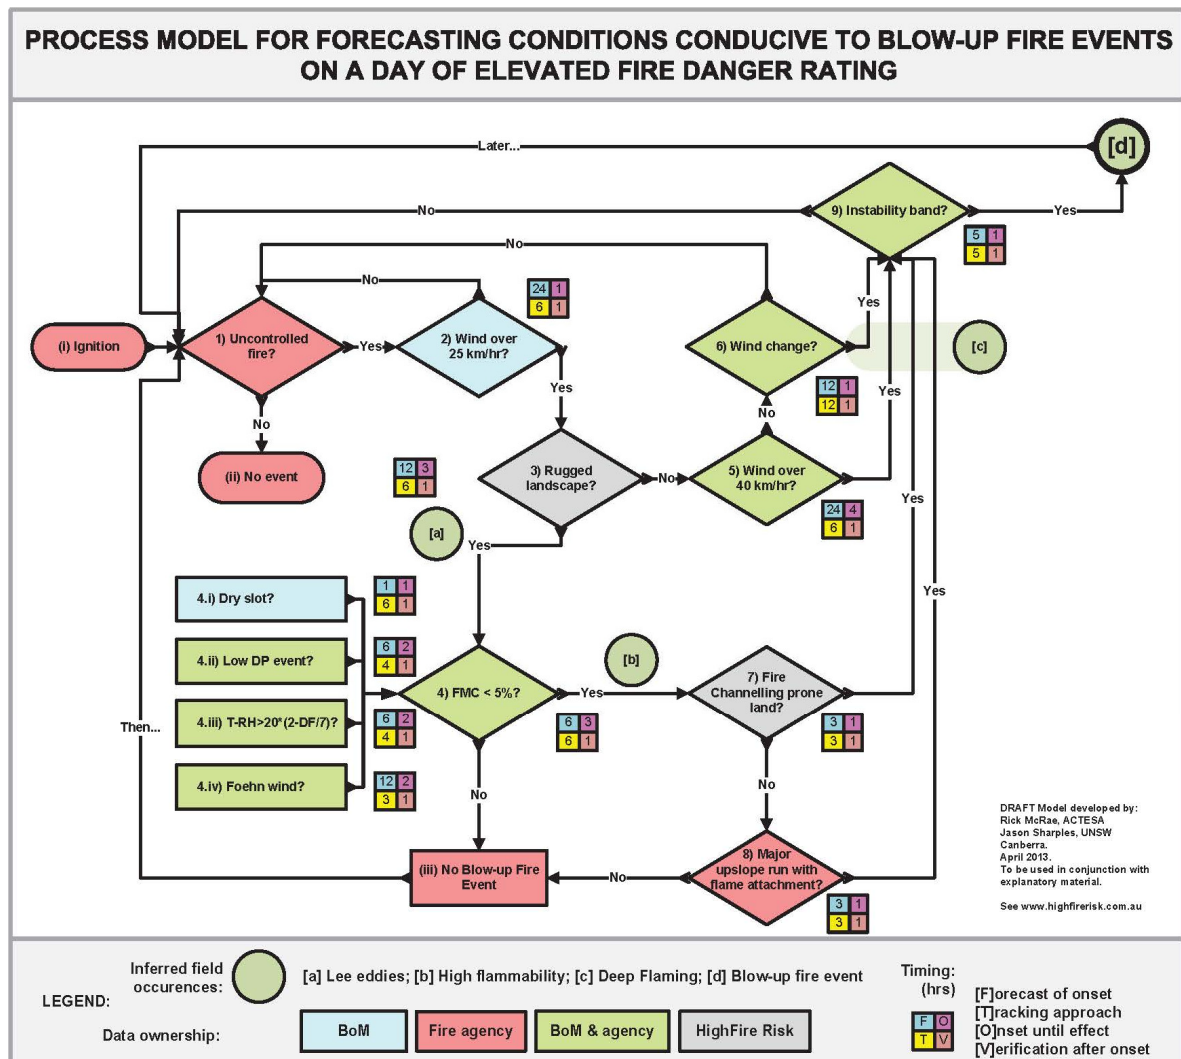 PROCESS MODEL FOR FORECASTING CONDITIONS CONDUCIVE TO BLOW-UP FIRE EVENTS
ON A DAY OF ELEVATED FIRE DANGER RATING
Later...
[d]
No
9) Instability band?
Yes
5 1
5 1
No
No
24 1
6 1
Yes
(i) Ignition
1) Uncontrolled
fire?
Yes
2) Wind over
25 km/hr?
6) Wind change?
[c]
Yes
12 1
12 1
Yes
No
No
(ii) No event
12 3
6 1
3) Rugged
landscape?
No
5) Wind over
40 km/hr?
24 4
6 1
Yes
[a]
Yes
4.i) Dry slot?
1 1
6 1
Yes
4.ii) Low DP event?
6 2
4 1
[b]
4) FMC < 5%?
Yes
7) Fire
Channelling prone
land?
4.iii) T-RH>20*(2-DF/7)?
6 2
4 1
6 3
6 1
3 1
3 1
Then...
4.iv) Foehn wind?
12 2
3 1
No
No
(iii) No Blow-up Fire
Event
No
8) Major
upslope run with
flame attachment?
3 1
3 1
DRAFT Model developed by:
Rick McRae, ACTESA
Jason Sharples, UNSW
Canberra.
April 2013.
To be used in conjunction with
explanatory material.
See www.highfirerisk.com.au
LEGEND:
Inferred field
occurences:
[a] Lee eddies; [b] High flammability; [c] Deep Flaming; [d] Blow-up fire event
Data ownership:
BoM
Fire agency
BoM & agency
HighFire Risk
Timing:
(hrs)
F O
T V
[F]orecast of onset
[T]racking approach
[O]nset until effect
[V]erification after onset